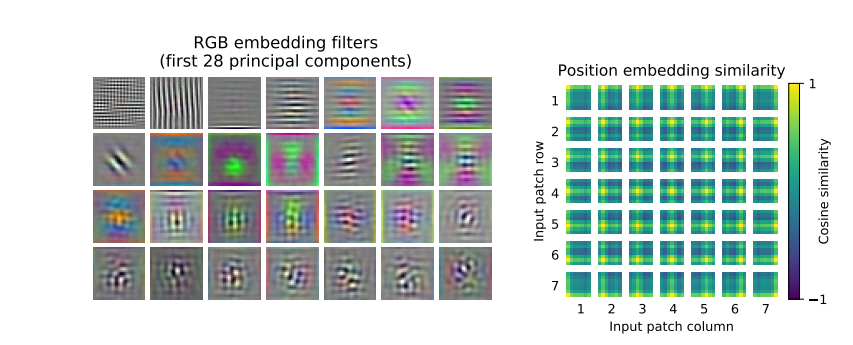 RGB embedding filters
(first 28 principal components)
Position embedding similarity
Input patch row
1
2
3
4
5
6
7
1 2 3 4 5 6 7
Input patch column
1
−1
Cosine similarity